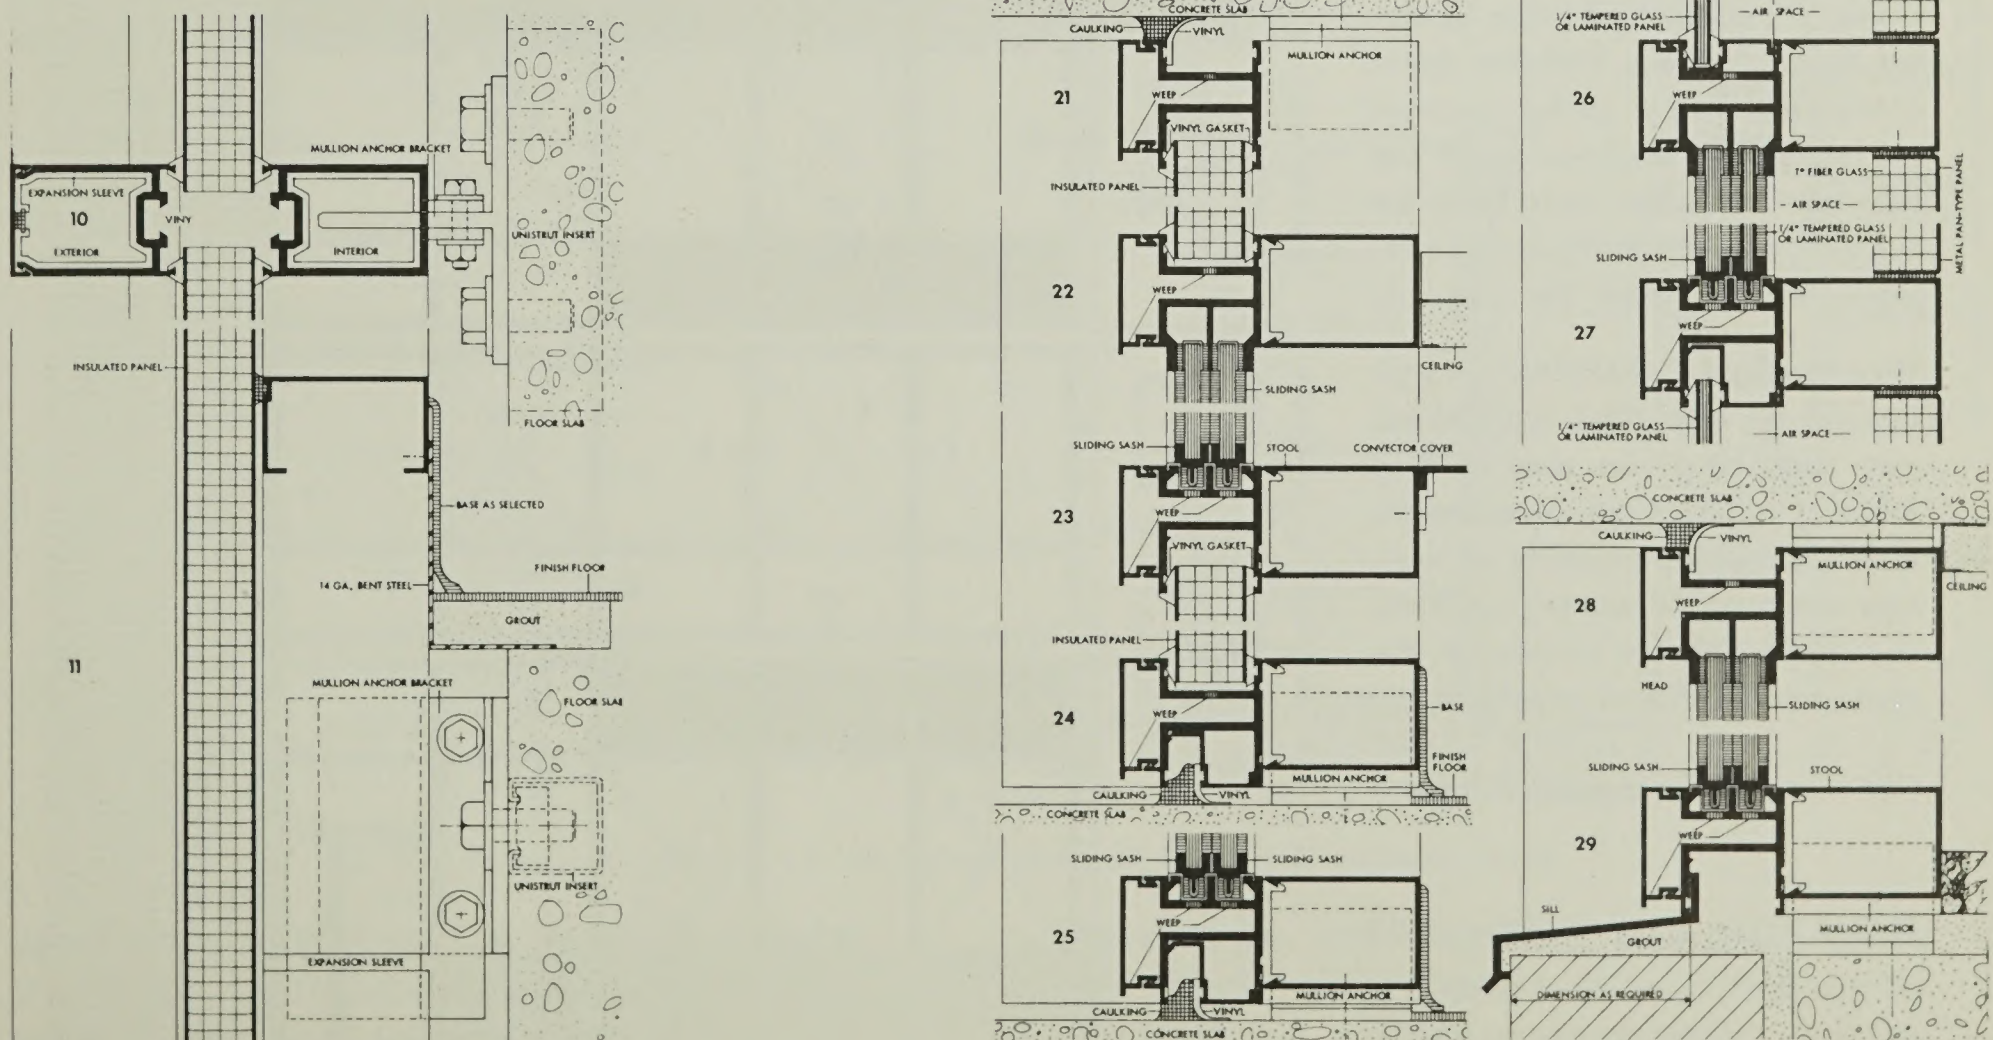 MULLION ANCHOR BRACKET
EXPANSION SLEEVE
10
VINY
EXTERIOR
INTERIOR
UNISTRUT INSERT
INSULATED PANEL
FLOOR SLAB
BASE AS SELECTED
FINISH FLOOR
14 GA. BENT STEEL
GROUT
11
MULLION ANCHOR BRACKET
FLOOR SLAB
UNISTRUT INSERT
EXPANSION SLEEVE
CONCRETE SLAB
CAULKING
VINYL
MULLION ANCHOR
21
WEEP
VINYL GASKET
INSULATED PANEL
22
WEEP
CEILING
SLIDING SASH
SLIDING SASH
STOOL
CONVECTOR COVER
23
WEEP
VINYL GASKET
INSULATED PANEL
24
WEEP
BASE
FINISH
FLOOR
MULLION ANCHOR
CAULKING
VINYL
CONCRETE SLAB
SLIDING SASH
SLIDING SASH
25
WEEP
MULLION ANCHOR
CAULKING
VINYL
CONCRETE SLAB
1/4" TEMPERED GLASS
OR LAMINATED PANEL
AIR SPACE
26
WEEP
1" FIBER GLASS
METAL PAN-TYPE PANEL
AIR SPACE
1/4" TEMPERED GLASS
OR LAMINATED PANEL
SLIDING SASH
27
WEEP
1/4" TEMPERED GLASS
OR LAMINATED PANEL
AIR SPACE
CONCRETE SLAB
CAULKING
VINYL
MULLION ANCHOR
CEILING
28
WEEP
HEAD
SLIDING SASH
SLIDING SASH
STOOL
29
WEEP
SILL
GROUT
MULLION ANCHOR
DIMENSION AS REQUIRED